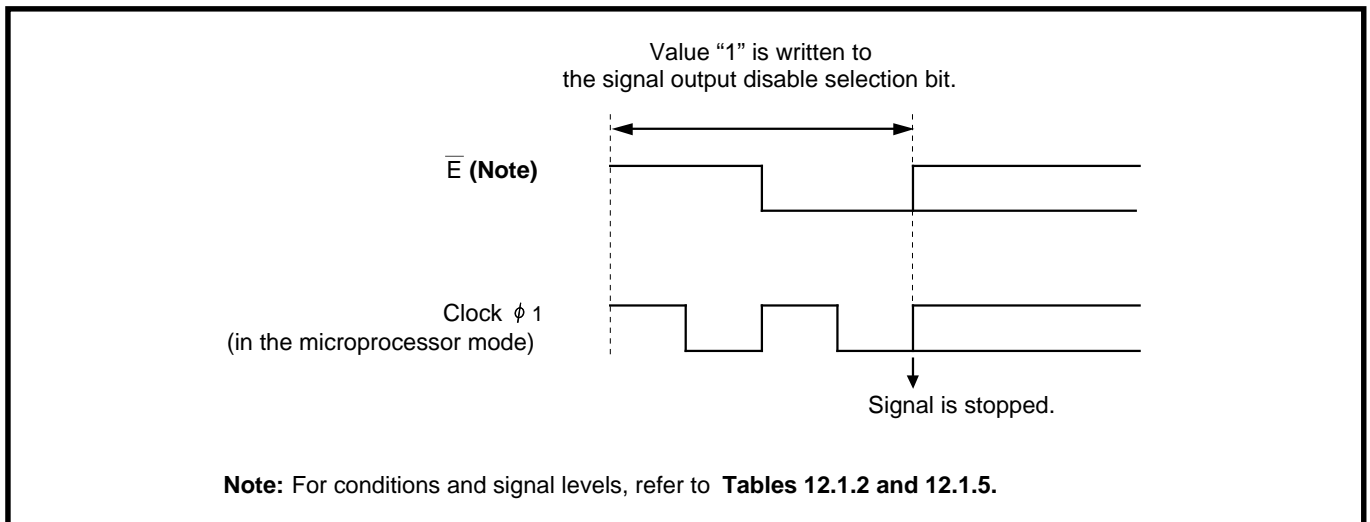 Value “1” is written to
the signal output disable selection bit.
E̅ (Note)
Clock ϕ 1
(in the microprocessor mode)
Signal is stopped.
Note: For conditions and signal levels, refer to Tables 12.1.2 and 12.1.5.